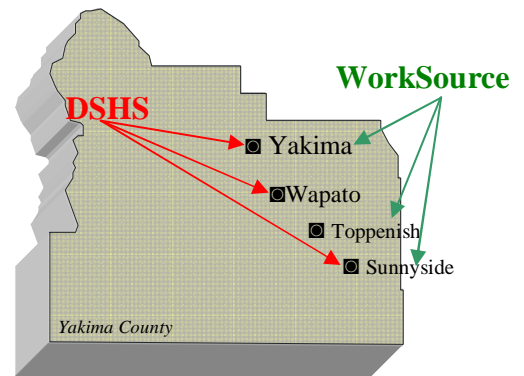 WorkSource
DSHS
Yakima
Wapato
Toppenish
Sunnyside
Yakima County